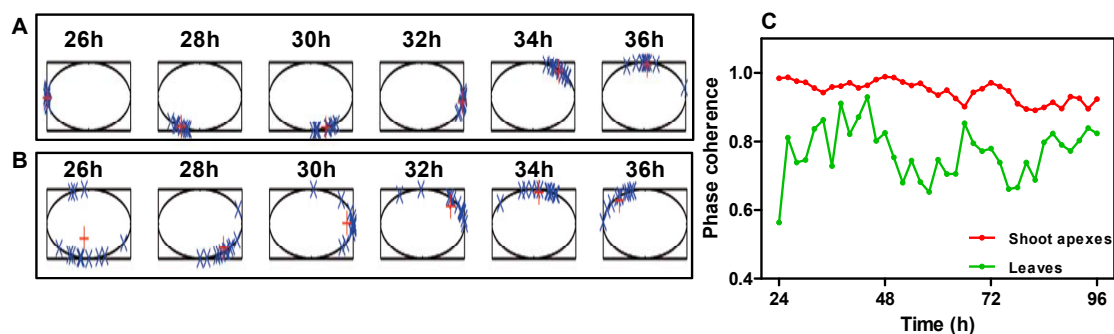 A
26h 28h 30h 32h 34h 36h
B
26h 28h 30h 32h 34h 36h
C
Phase coherence
1.0
0.8
0.6
0.4
Shoot apexes
Leaves
24 48 72 96
Time (h)